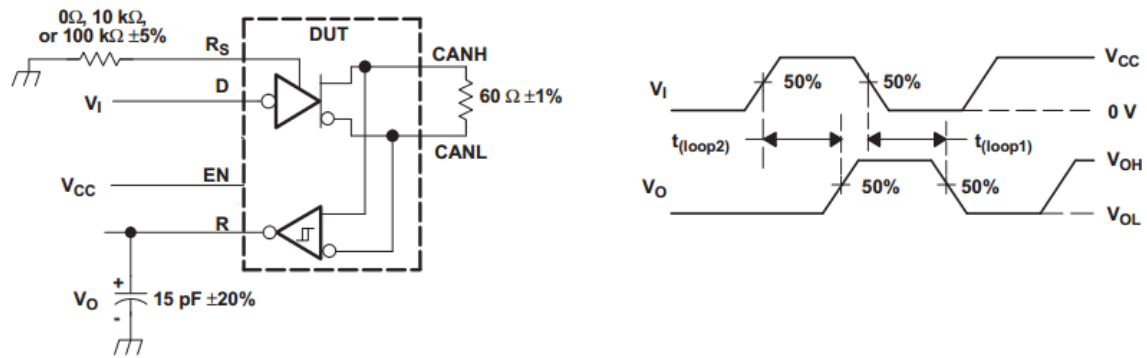 0Ω, 10 kΩ,
or 100 kΩ ±5%
RS
DUT
CANH
D
VI
60 Ω ±1%
CANL
EN
VCC
R
+
VO
15 pF ±20%
-
VCC
VI
50%
50%
0 V
t(loop2)
t(loop1)
VOH
VO
50%
50%
VOL